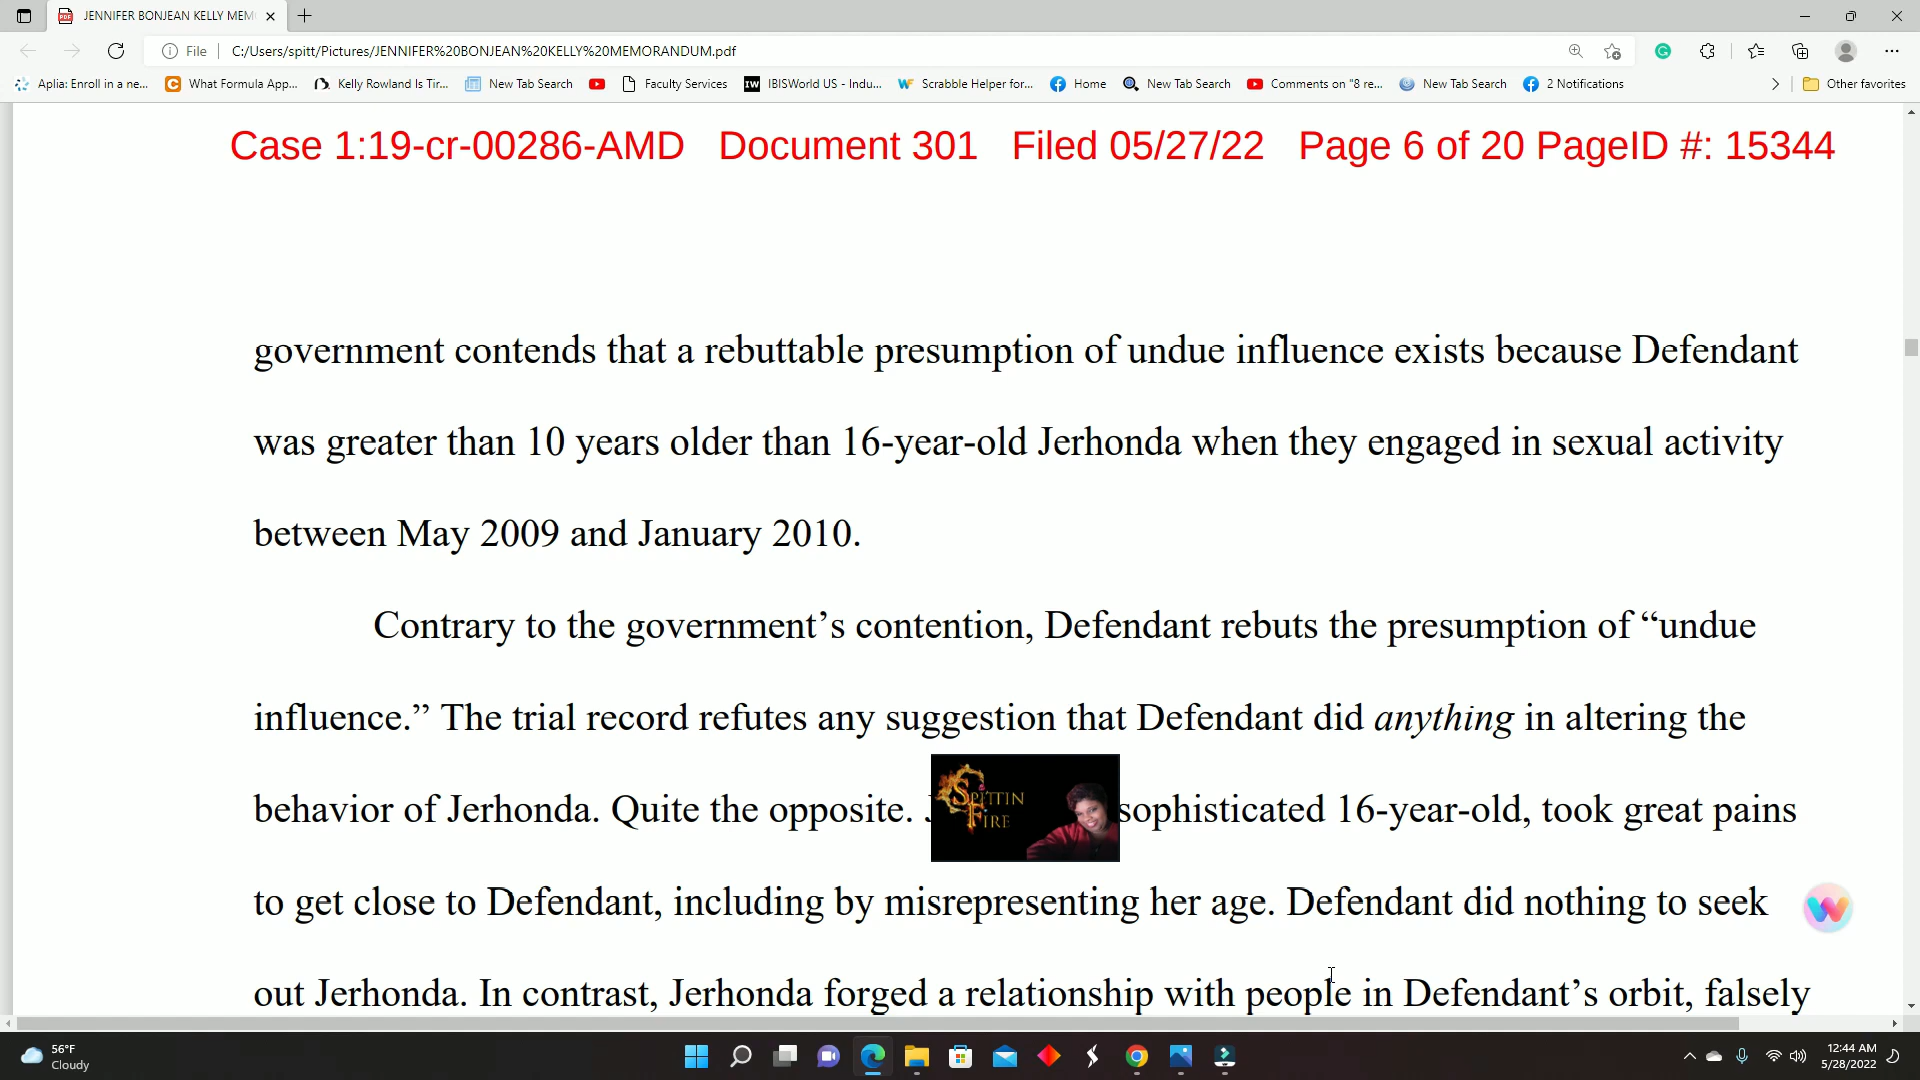 JENNIFER BONJEAN KELLY MEM
File
C:/Users/spitt/Pictures/JENNIFER%20BONJEAN%20KELLY%20MEMORANDUM.pdf
Aplia: Enroll in a ne...
What Formula App...
Kelly Rowland Is Tir...
New Tab Search
Faculty Services
IW
IBISWorld US - Indu...
WF
Scrabble Helper for...
Home
New Tab Search
Comments on "8 re...
New Tab Search
2 Notifications
Other favorites
Case 1:19-cr-00286-AMD Document 301 Filed 05/27/22 Page 6 of 20 PageID #: 15344
government contends that a rebuttable presumption of undue influence exists because Defendant
was greater than 10 years older than 16-year-old Jerhonda when they engaged in sexual activity
between May 2009 and January 2010.
Contrary to the government’s contention, Defendant rebuts the presumption of “undue
influence.” The trial record refutes any suggestion that Defendant did anything in altering the
behavior of Jerhonda. Quite the opposite. sophisticated 16-year-old, took great pains
SPITTIN
FIRE
to get close to Defendant, including by misrepresenting her age. Defendant did nothing to seek
out Jerhonda. In contrast, Jerhonda forged a relationship with people in Defendant’s orbit, falsely
56°F
Cloudy
12:44 AM
5/28/2022